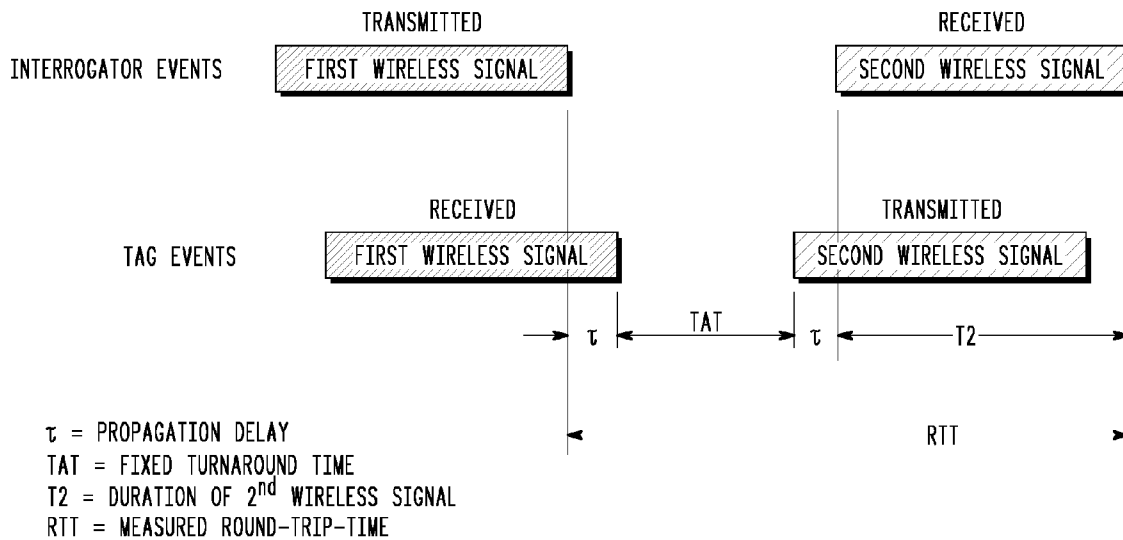 TRANSMITTED
RECEIVED
INTERROGATOR EVENTS
FIRST WIRELESS SIGNAL
SECOND WIRELESS SIGNAL
RECEIVED
TRANSMITTED
TAG EVENTS
FIRST WIRELESS SIGNAL
SECOND WIRELESS SIGNAL
τ
TAT
τ
T2
RTT
τ = PROPAGATION DELAY
TAT = FIXED TURNAROUND TIME
T2 = DURATION OF 2nd WIRELESS SIGNAL
RTT = MEASURED ROUND-TRIP-TIME